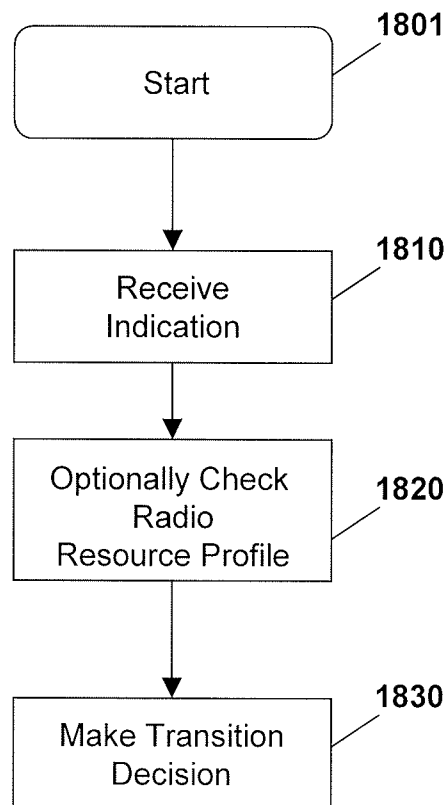 1801
Start
1810
Receive
Indication
Optionally Check
Radio
Resource Profile
1820
1830
Make Transition
Decision